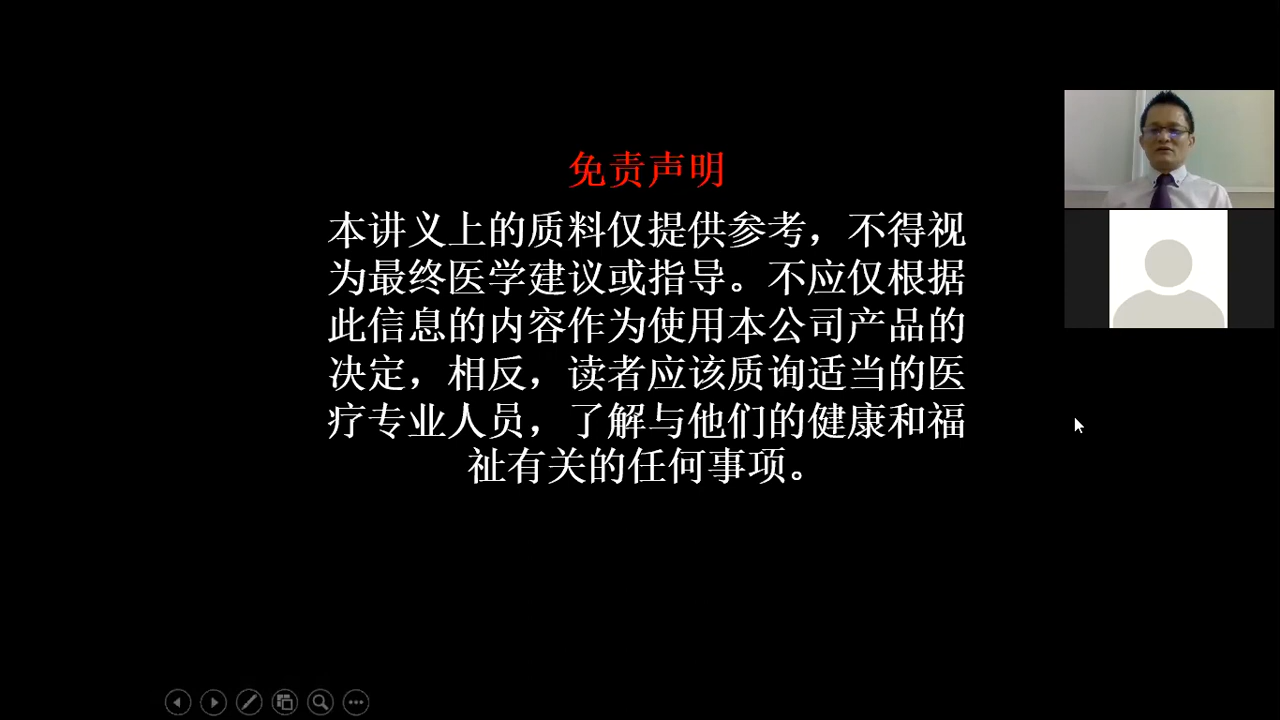 免责声明
本讲义上的质料仅提供参考，不得视
为最终医学建议或指导。不应仅根据
此信息的内容作为使用本公司产品的
决定，相反，读者应该质询适当的医
疗专业人员，了解与他们的健康和福
祉有关的任何事项。